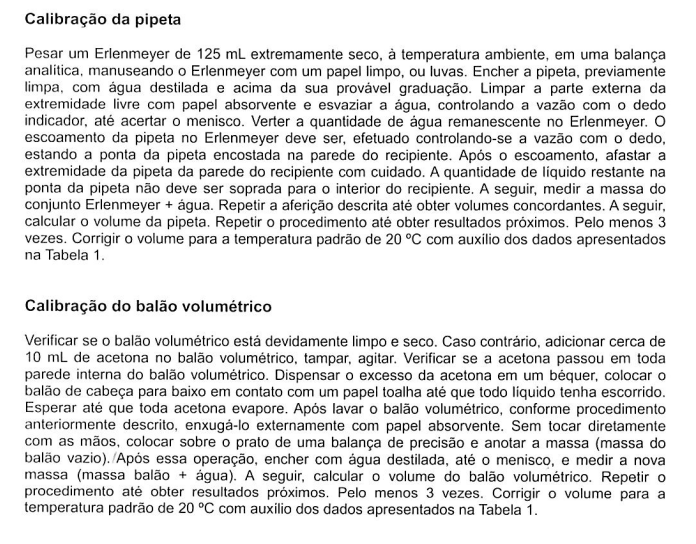 Calibração da pipeta
Pesar um Erlenmeyer de 125 mL extremamente seco, à temperatura ambiente, em uma balança
analítica, manuseando o Erlenmeyer com um papel limpo, ou luvas. Encher a pipeta, previamente
limpa, com água destilada e acima da sua provável graduação. Limpar a parte externa da
extremidade livre com papel absorvente e esvaziar a água, controlando a vazão com o dedo
indicador, até acertar o menisco. Verter a quantidade de água remanescente no Erlenmeyer. O
escoamento da pipeta no Erlenmeyer deve ser, efetuado controlando-se a vazão com o dedo,
estando a ponta da pipeta encostada na parede do recipiente. Após o escoamento, afastar a
extremidade da pipeta da parede do recipiente com cuidado. A quantidade de líquido restante na
ponta da pipeta não deve ser soprada para o interior do recipiente. A seguir, medir a massa do
conjunto Erlenmeyer + água. Repetir a aferição descrita até obter volumes concordantes. A seguir,
calcular o volume da pipeta. Repetir o procedimento até obter resultados próximos. Pelo menos 3
vezes. Corrigir o volume para a temperatura padrão de 20 ºC com auxílio dos dados apresentados
na Tabela 1.
Calibração do balão volumétrico
Verificar se o balão volumétrico está devidamente limpo e seco. Caso contrário, adicionar cerca de
10 mL de acetona no balão volumétrico, tampar, agitar. Verificar se a acetona passou em toda
parede interna do balão volumétrico. Dispensar o excesso da acetona em um béquer, colocar o
balão de cabeça para baixo em contato com um papel toalha até que todo líquido tenha escorrido.
Esperar até que toda acetona evapore. Após lavar o balão volumétrico, conforme procedimento
anteriormente descrito, enxugá-lo externamente com papel absorvente. Sem tocar diretamente
com as mãos, colocar sobre o prato de uma balança de precisão e anotar a massa (massa do
balão vazio). Após essa operação, encher com água destilada, até o menisco, e medir a nova
massa (massa balão + água). A seguir, calcular o volume do balão volumétrico. Repetir o
procedimento até obter resultados próximos. Pelo menos 3 vezes. Corrigir o volume para a
temperatura padrão de 20 ºC com auxílio dos dados apresentados na Tabela 1.